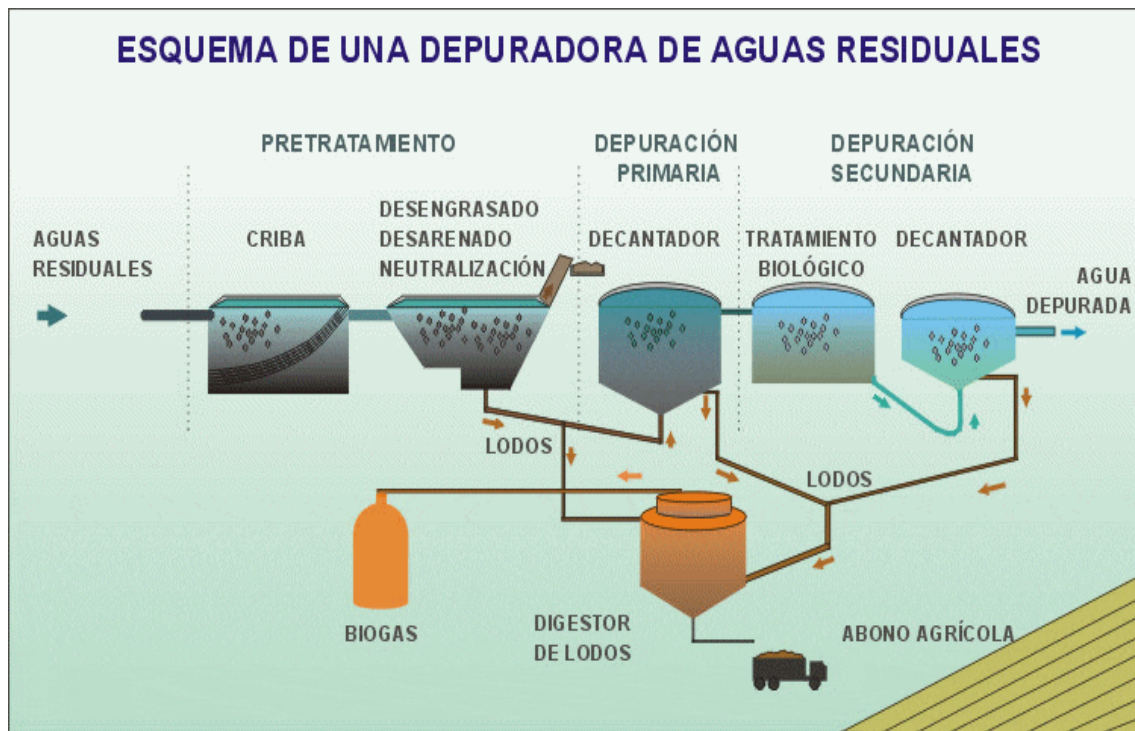 ESQUEMA DE UNA DEPURADORA DE AGUAS RESIDUALES
PRETRATAMIENTO
DEPURACIÓN
PRIMARIA
DEPURACIÓN
SECUNDARIA
AGUAS
RESIDUALES
CRIBA
DESENGRASADO
DESARENADO
NEUTRALIZACIÓN
DECANTADOR
TRATAMIENTO
BIOLÓGICO
DECANTADOR
AGUA
DEPURADA
LODOS
LODOS
BIOGAS
DIGESTOR
DE LODOS
ABONO AGRÍCOLA